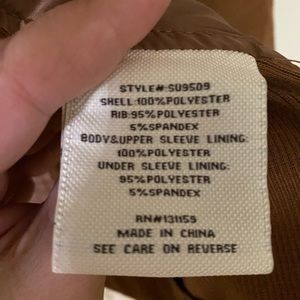 STYLE#:SU9509
SHELL:100%POLYESTER
RIB:95%POLYESTER
5%SPANDEX
BODY&UPPER SLEEVE LINING:
100%POLYESTER
UNDER SLEEVE LINING:
95%POLYESTER
5%SPANDEX
RN#131159
MADE IN CHINA
SEE CARE ON REVERSE